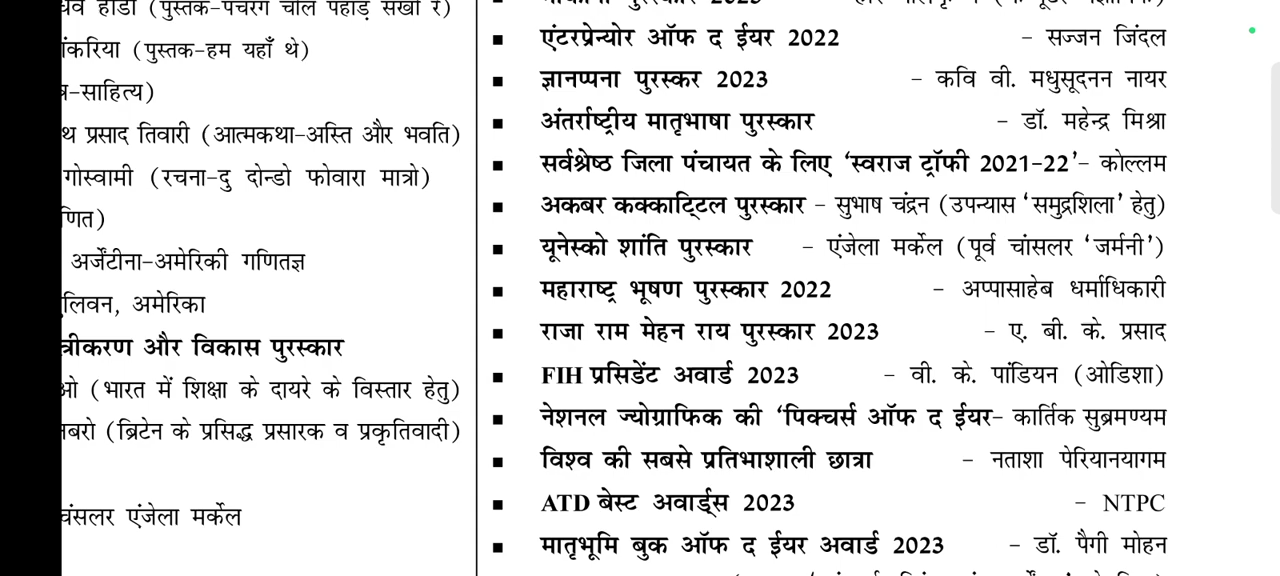 हांडी (पुस्तक-पचरंग चोल पहाड़ सखी र)
(पुस्तक-हम यहाँ थे)
साहित्य)
प्रसाद तिवारी (आत्मकथा-अस्ति और भवति)
गोस्वामी (रचना-दु दोन्डो फोवारा मात्रो)
अर्जेंटीना-अमेरिकी गणितज्ञ
अमेरिका
और विकास पुरस्कार
(भारत में शिक्षा के दायरे के विस्तार हेतु)
(ब्रिटेन के प्रसिद्ध प्रसारक व प्रकृतिवादी)
एंजेला मर्केल
▪ एंटरप्रेन्योर ऑफ द ईयर 2022 - सज्जन जिंदल
▪ ज्ञानप्पना पुरस्कर 2023 - कवि वी. मधुसूदनन नायर
▪ अंतर्राष्ट्रीय मातृभाषा पुरस्कार - डॉ. महेन्द्र मिश्रा
▪ सर्वश्रेष्ठ जिला पंचायत के लिए ‘स्वराज ट्रॉफी 2021-22’- कोल्लम
▪ अकबर कक्काट्टिल पुरस्कार - सुभाष चंद्रन (उपन्यास ‘समुद्रशिला’ हेतु)
▪ यूनेस्को शांति पुरस्कार - एंजेला मर्केल (पूर्व चांसलर ‘जर्मनी’)
▪ महाराष्ट्र भूषण पुरस्कार 2022 - अप्पासाहेब धर्माधिकारी
▪ राजा राम मेहन राय पुरस्कार 2023 - ए. बी. के. प्रसाद
▪ FIH प्रसिडेंट अवार्ड 2023 - वी. के. पांडियन (ओडिशा)
▪ नेशनल ज्योग्राफिक की ‘पिक्चर्स ऑफ द ईयर- कार्तिक सुब्रमण्यम
▪ विश्व की सबसे प्रतिभाशाली छात्रा - नताशा पेरियानयागम
▪ ATD बेस्ट अवार्ड्स 2023 - NTPC
▪ मातृभूमि बुक ऑफ द ईयर अवार्ड 2023 - डॉ. पैगी मोहन